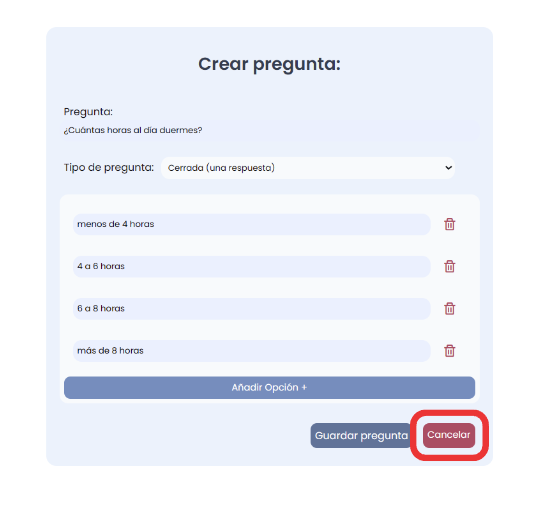 Crear pregunta:
Pregunta:
¿Cuántas horas al día duermes?
Tipo de pregunta: Cerrada (una respuesta)
menos de 4 horas
4 a 6 horas
6 a 8 horas
más de 8 horas
Añadir Opción +
Guardar pregunta Cancelar